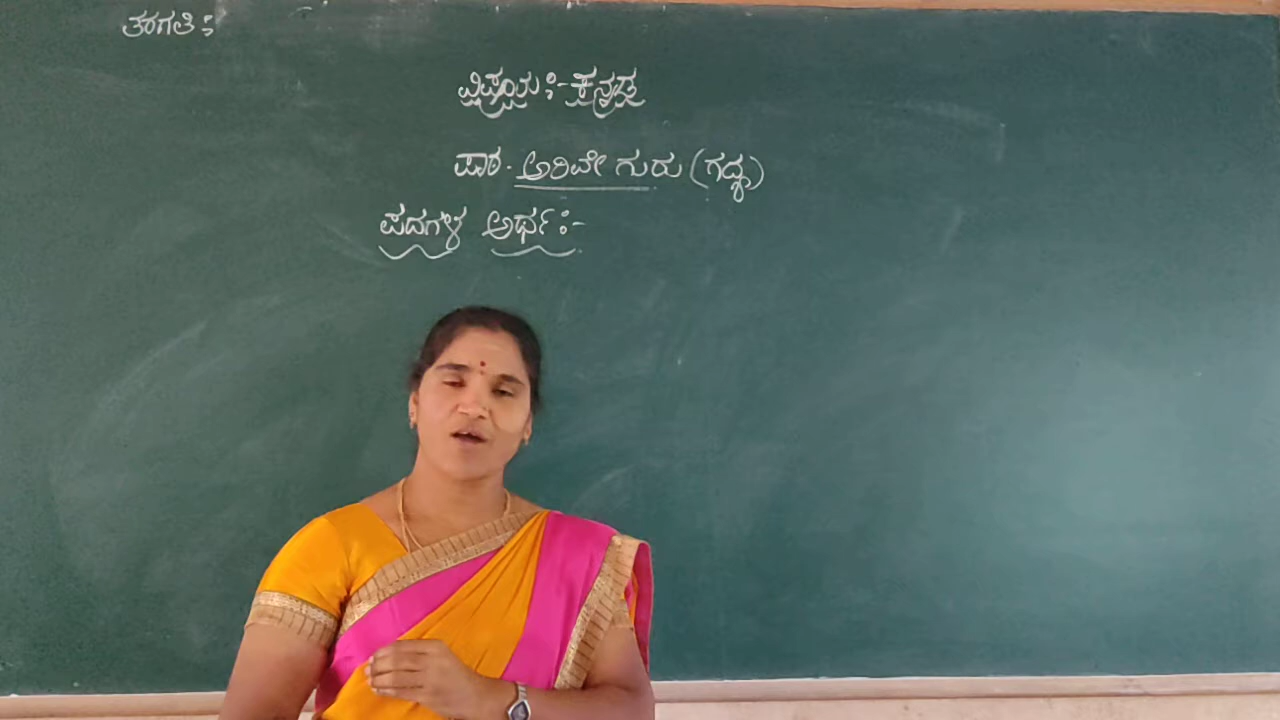 ತರಗತಿ :
ವಿಷಯ :- ಕನ್ನಡ
ಪಾಠ - ಅರಿವೇ ಗುರು (ಗದ್ಯ)
ಪದಗಳ ಅರ್ಥ :-